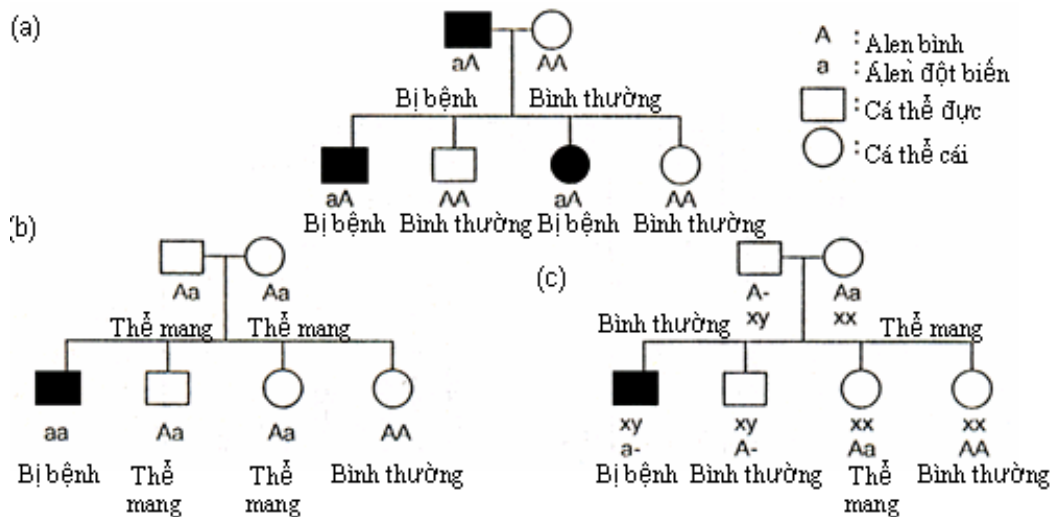 (a)
aA AA
Bị bệnh Bình thường
aA AA aA AA
Bị bệnh Bình thường Bị bệnh Bình thường
A : Alen bình
a : Alen đột biến
: Cá thể đực
: Cá thể cái
(b)
Aa Aa
Thể mang Thể mang
aa Aa Aa AA
Bị bệnh Thể Thể Bình thường
mang mang
(c)
A- Aa
xy xx
Bình thường Thể mang
xy xy xx xx
a- A- Aa AA
Bị bệnh Bình thường Thể Bình thường
mang